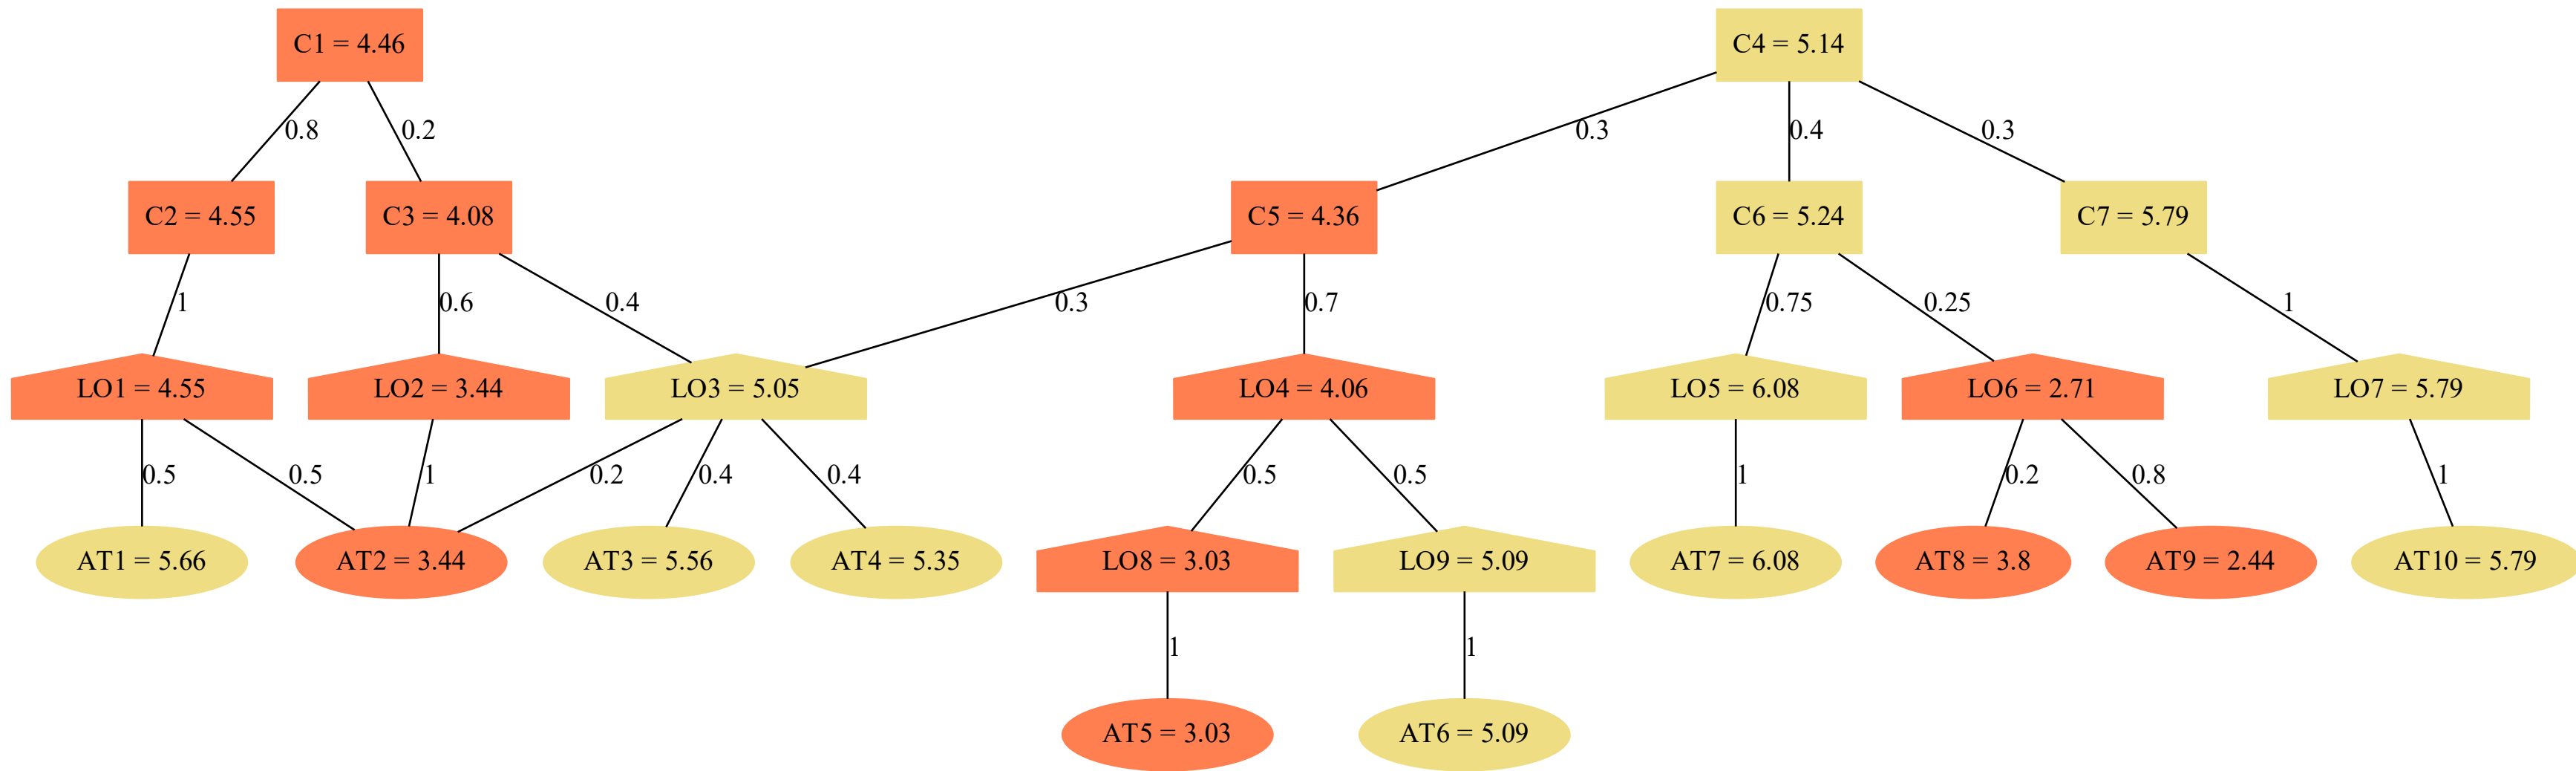 C1 = 4.46
C4 = 5.14
0.8
0.2
0.3
0.4
0.3
C2 = 4.55
C3 = 4.08
C5 = 4.36
C6 = 5.24
C7 = 5.79
1
0.6
0.4
0.3
0.7
0.75
0.25
1
LO1 = 4.55
LO2 = 3.44
LO3 = 5.05
LO4 = 4.06
LO5 = 6.08
LO6 = 2.71
LO7 = 5.79
0.5
0.5
1
0.2
0.4
0.4
0.5
0.5
1
0.2
0.8
1
AT1 = 5.66
AT2 = 3.44
AT3 = 5.56
AT4 = 5.35
LO8 = 3.03
LO9 = 5.09
AT7 = 6.08
AT8 = 3.8
AT9 = 2.44
AT10 = 5.79
1
1
AT5 = 3.03
AT6 = 5.09